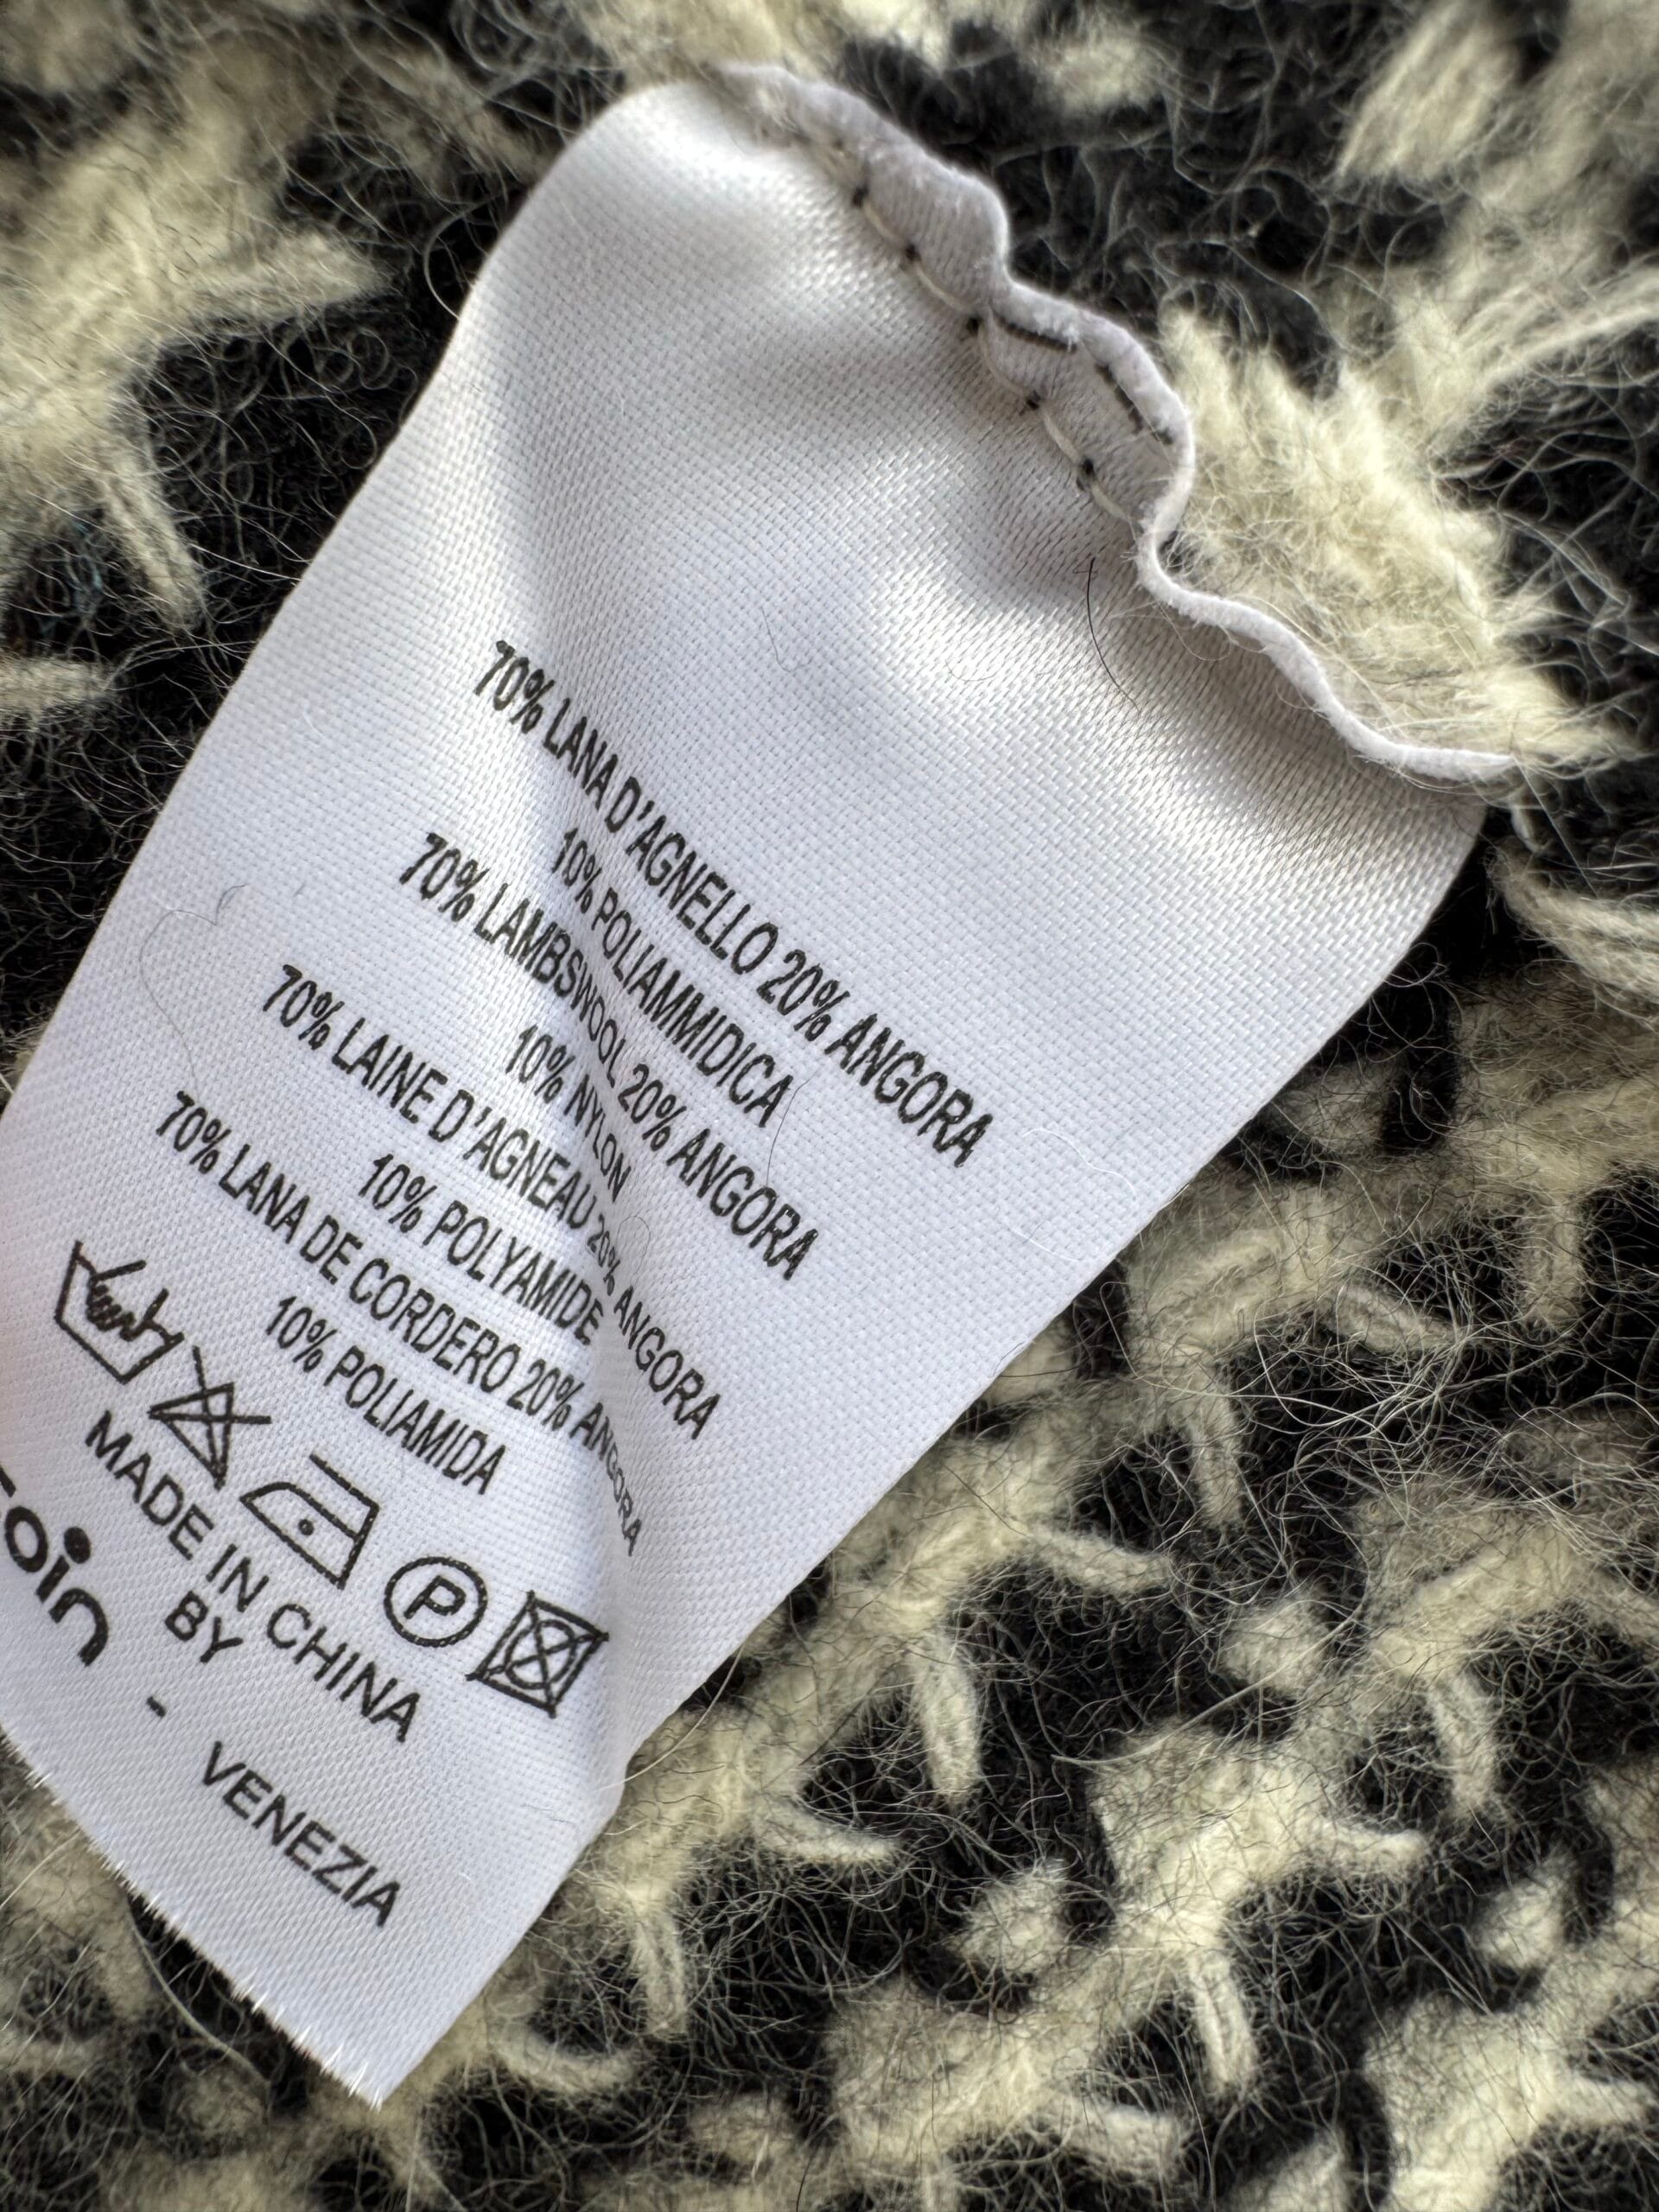 70% LANA D'AGNELLO 20% ANGORA
10% POLIAMMIDICA
70% LAMBSWOOL 20% ANGORA
10% NYLON
70% LAINE D'AGNEAU 20% ANGORA
10% POLYAMIDE
70% LANA DE CORDERO 20% ANGORA
10% POLIAMIDA
P
MADE IN CHINA
BY
- VENEZIA